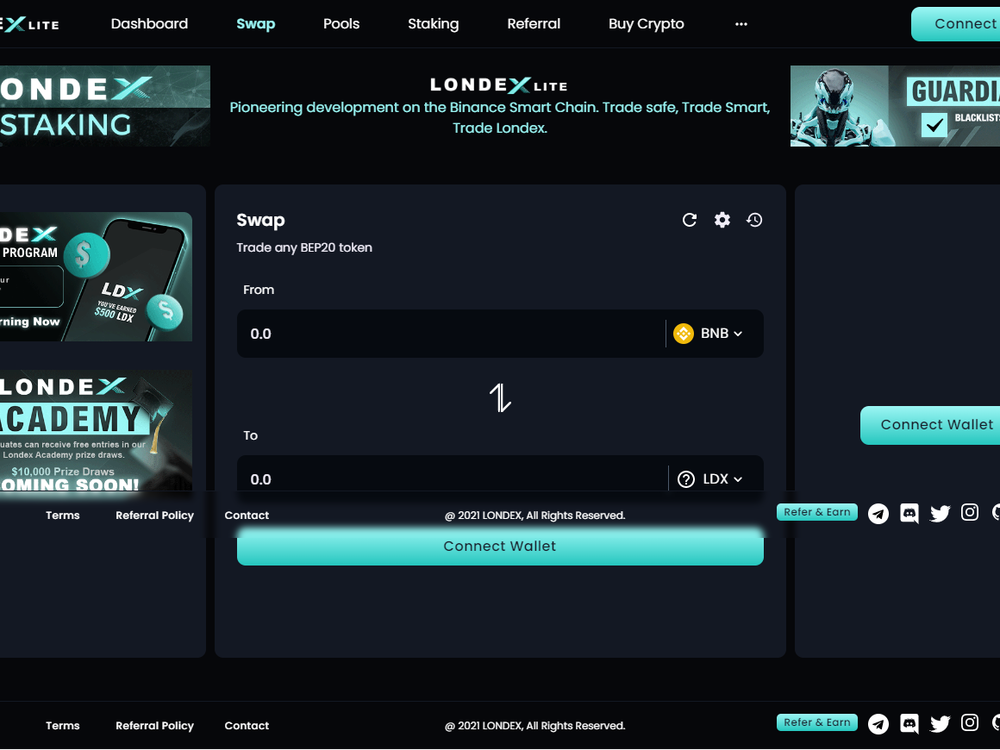 EX LITE
Dashboard
Swap
Pools
Staking
Referral
Buy Crypto
Connect
ONDEX
STAKING
LONDEX LITE
Pioneering development on the Binance Smart Chain. Trade safe, Trade Smart,
Trade Londex.
GUARDI
BLACKLIST
DEX
PROGRAM
ur
LDX
YOU'VE EARNED
$500 LDX
rning Now
LONDEX
ACADEMY
uates can receive free entries in our
Londex Academy prize draws.
$10,000 Prize Draws
OMING SOON!
Swap
Trade any BEP20 token
From
0.0
BNB
To
0.0
LDX
Connect Wallet
Terms
Referral Policy
Contact
@ 2021 LONDEX, All Rights Reserved.
Refer & Earn
Connect Wallet
Terms
Referral Policy
Contact
@ 2021 LONDEX, All Rights Reserved.
Refer & Earn